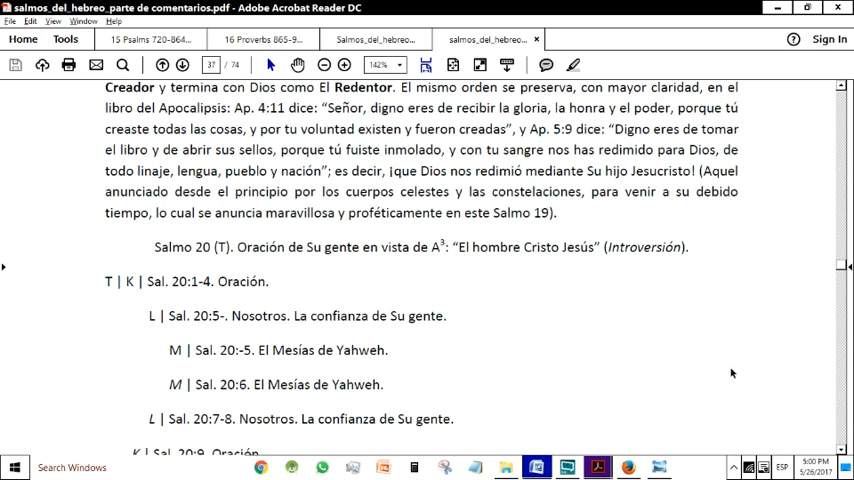 salmos_del_hebreo_parte de comentarios.pdf - Adobe Acrobat Reader DC
File Edit View Window Help
Home Tools 15 Psalms 720-864... 16 Proverbs 865-9... Salmos_del_hebreo... salmos_del_hebreo... × Sign In
37 / 74 142%
Creador y termina con Dios como El Redentor. El mismo orden se preserva, con mayor claridad, en el
libro del Apocalipsis: Ap. 4:11 dice: “Señor, digno eres de recibir la gloria, la honra y el poder, porque tú
creaste todas las cosas, y por tu voluntad existen y fueron creadas”, y Ap. 5:9 dice: “Digno eres de tomar
el libro y de abrir sus sellos, porque tú fuiste inmolado, y con tu sangre nos has redimido para Dios, de
todo linaje, lengua, pueblo y nación”; es decir, ¡que Dios nos redimió mediante Su hijo Jesucristo! (Aquel
anunciado desde el principio por los cuerpos celestes y las constelaciones, para venir a su debido
tiempo, lo cual se anuncia maravillosa y proféticamente en este Salmo 19).
Salmo 20 (T). Oración de Su gente en vista de A³: “El hombre Cristo Jesús” (Introversión).
T | K | Sal. 20:1-4. Oración.
L | Sal. 20:5-. Nosotros. La confianza de Su gente.
M | Sal. 20:-5. El Mesías de Yahweh.
M | Sal. 20:6. El Mesías de Yahweh.
L | Sal. 20:7-8. Nosotros. La confianza de Su gente.
K | Sal. 20:9. Oración.
Search Windows ESP 5:00 PM
5/26/2017